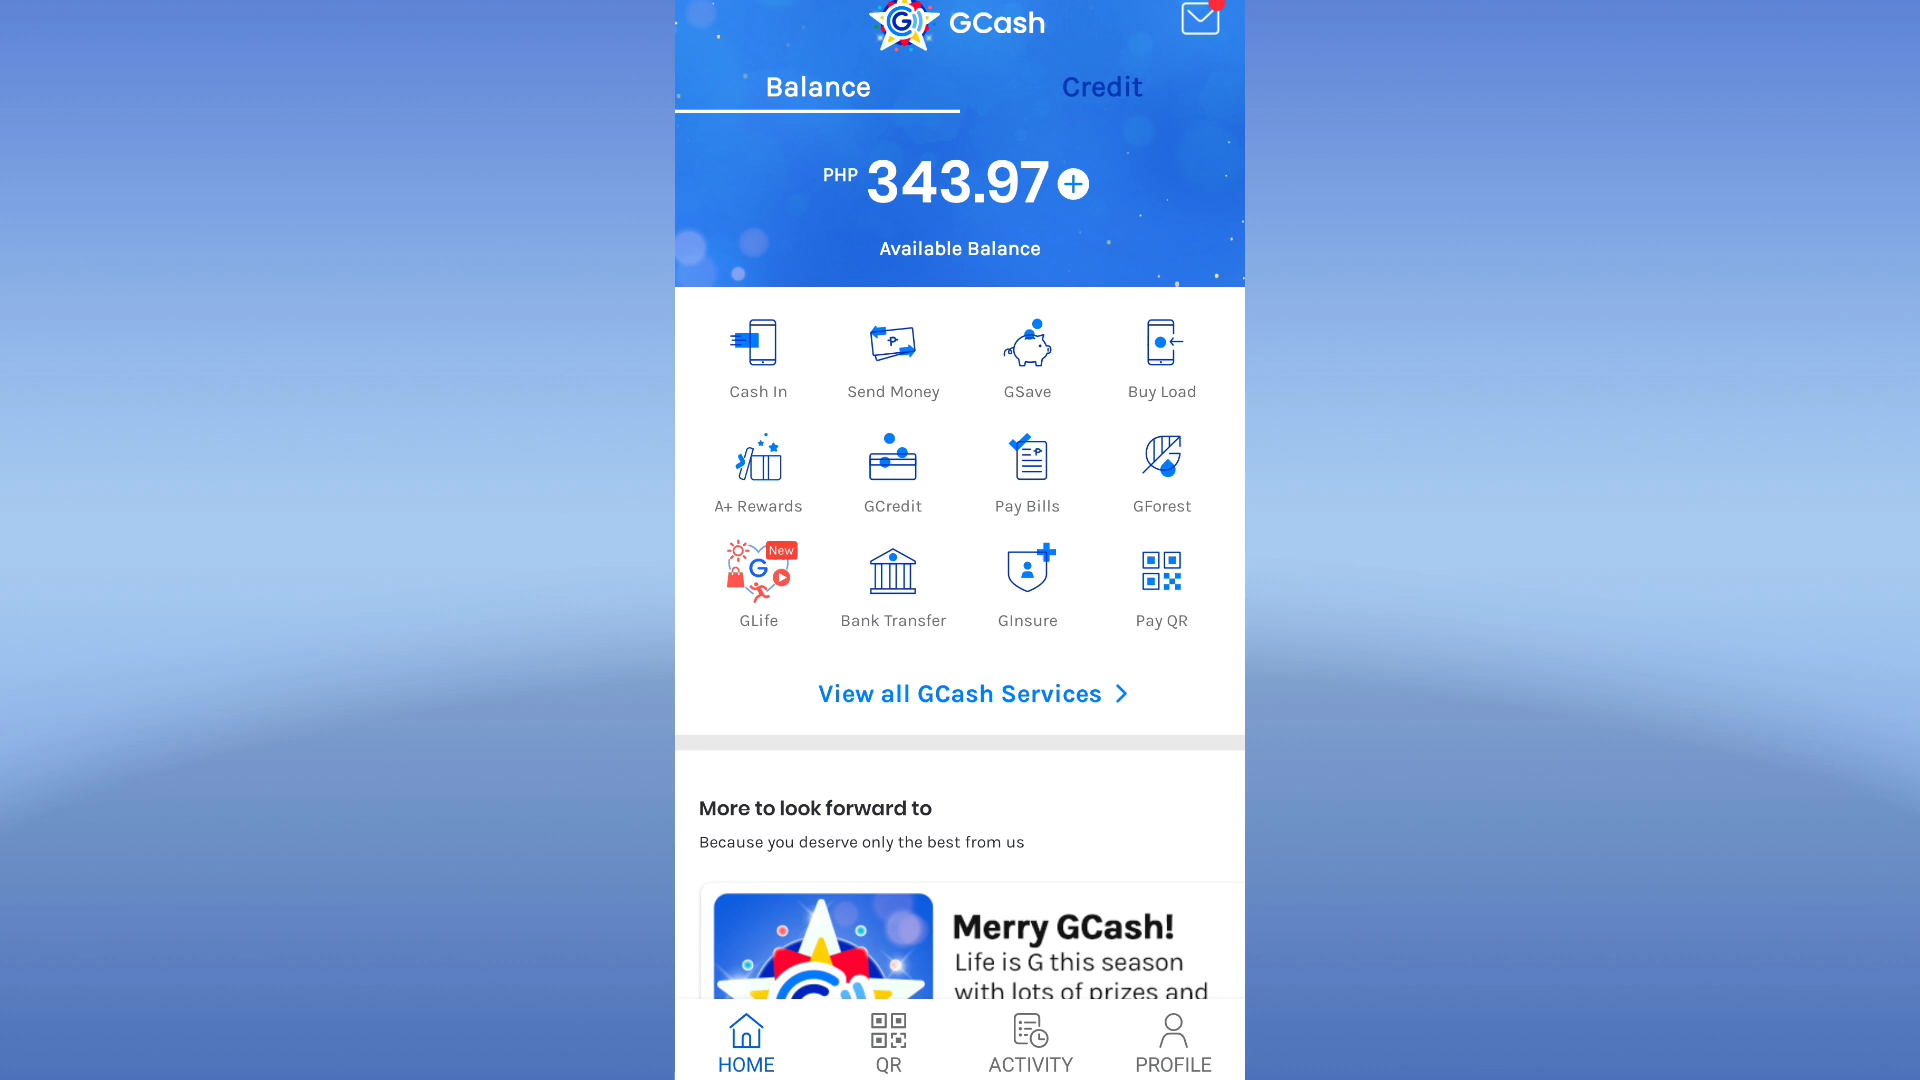 GCash
Balance
Credit
PHP 343.97
Available Balance
Cash In
Send Money
GSave
Buy Load
A+ Rewards
GCredit
Pay Bills
GForest
New
GLife
Bank Transfer
GInsure
Pay QR
View all GCash Services
More to look forward to
Because you deserve only the best from us
Merry GCash!
Life is G this season
with lots of prizes and
HOME
QR
ACTIVITY
PROFILE